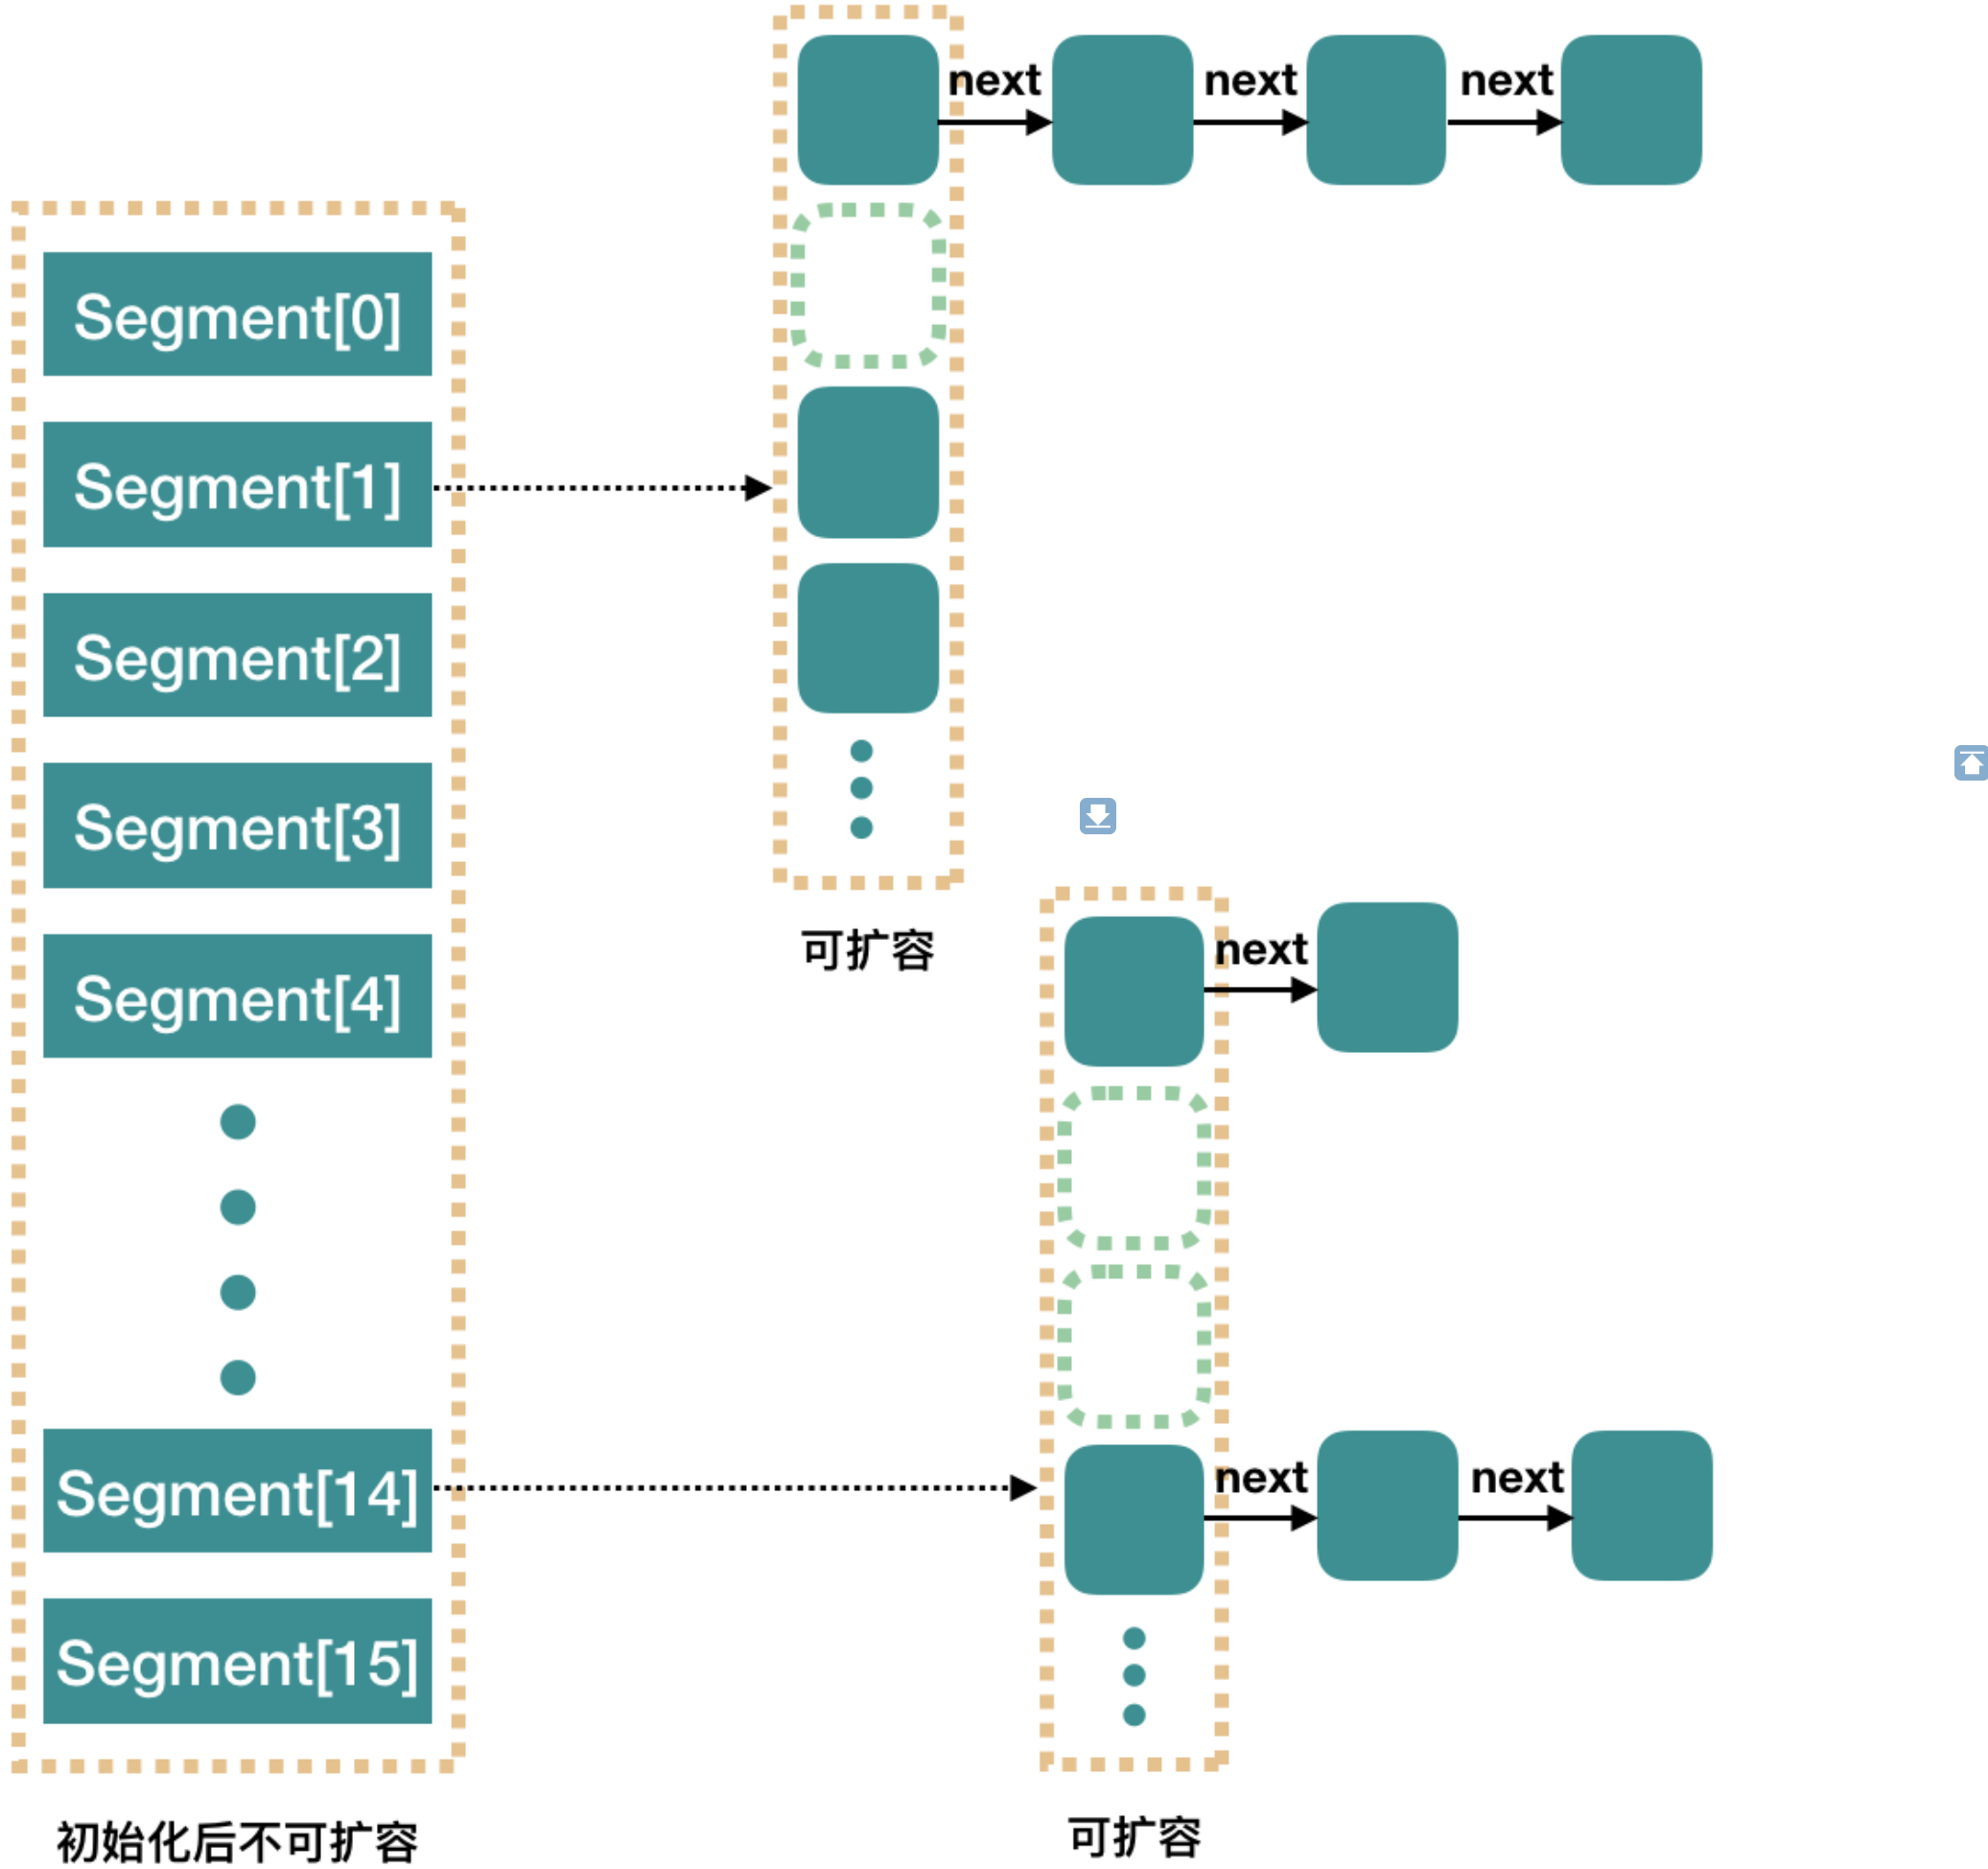 next next next
Segment[0]
Segment[1]
Segment[2]
Segment[3]
Segment[4]
Segment[14]
Segment[15]
初始化后不可扩容
可扩容
next
next next
可扩容